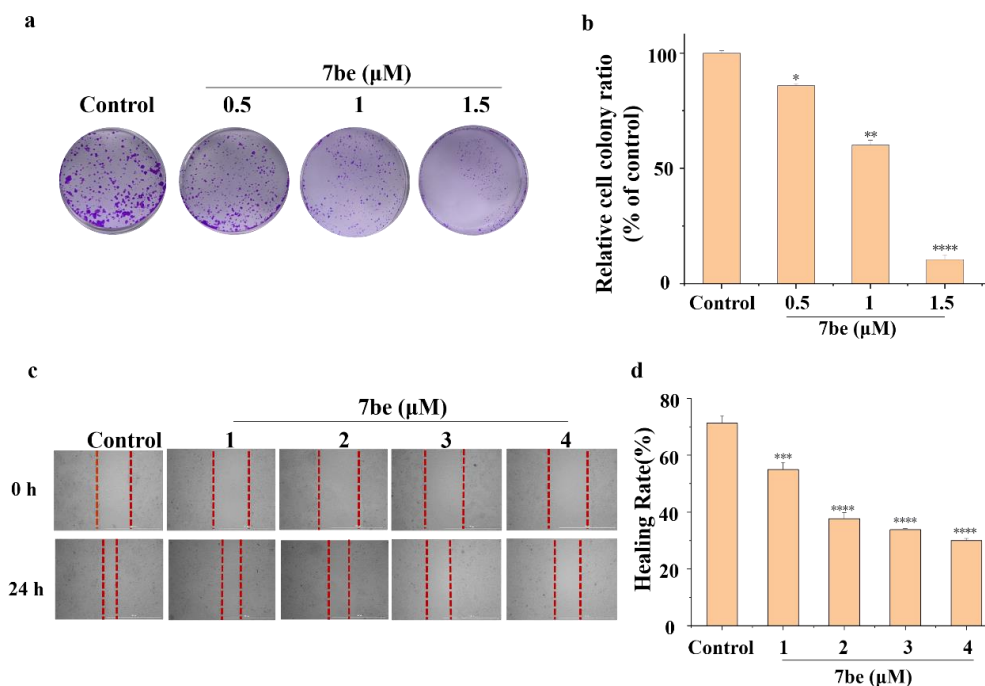 a
7be (μM)
Control 0.5 1 1.5
b
Relative cell colony ratio
(% of control)
100
50
0
*
**
****
Control 0.5 1 1.5
7be (μM)
c
7be (μM)
Control 1 2 3 4
0 h
24 h
d
Healing Rate(%)
80
60
40
20
0
***
****
****
****
Control 1 2 3 4
7be (μM)